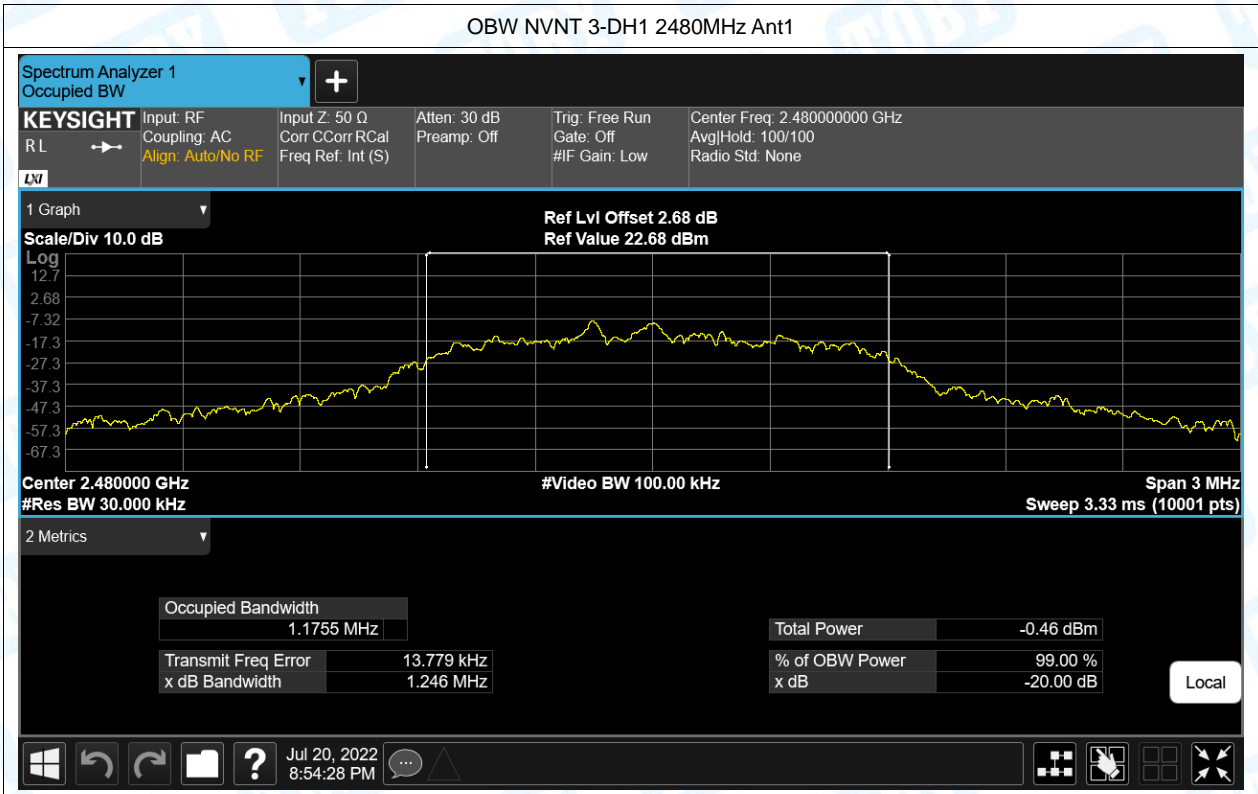 OBW NVNT 3-DH1 2480MHz Ant1
Spectrum Analyzer 1
Occupied BW
KEYSIGHT
R L
LXI
Input: RF
Coupling: AC
Align: Auto/No RF
Input Z: 50 Ω
Corr CCorr RCal
Freq Ref: Int (S)
Atten: 30 dB
Preamp: Off
Trig: Free Run
Gate: Off
#IF Gain: Low
Center Freq: 2.480000000 GHz
Avg|Hold: 100/100
Radio Std: None
1 Graph
Scale/Div 10.0 dB
Ref Lvl Offset 2.68 dB
Ref Value 22.68 dBm
Log
12.7
2.68
-7.32
-17.3
-27.3
-37.3
-47.3
-57.3
-67.3
Center 2.480000 GHz
#Video BW 100.00 kHz
Span 3 MHz
#Res BW 30.000 kHz
Sweep 3.33 ms (10001 pts)
2 Metrics
Occupied Bandwidth
1.1755 MHz
Total Power -0.46 dBm
Transmit Freq Error 13.779 kHz
% of OBW Power 99.00 %
x dB Bandwidth 1.246 MHz
x dB -20.00 dB
Local
Jul 20, 2022
8:54:28 PM